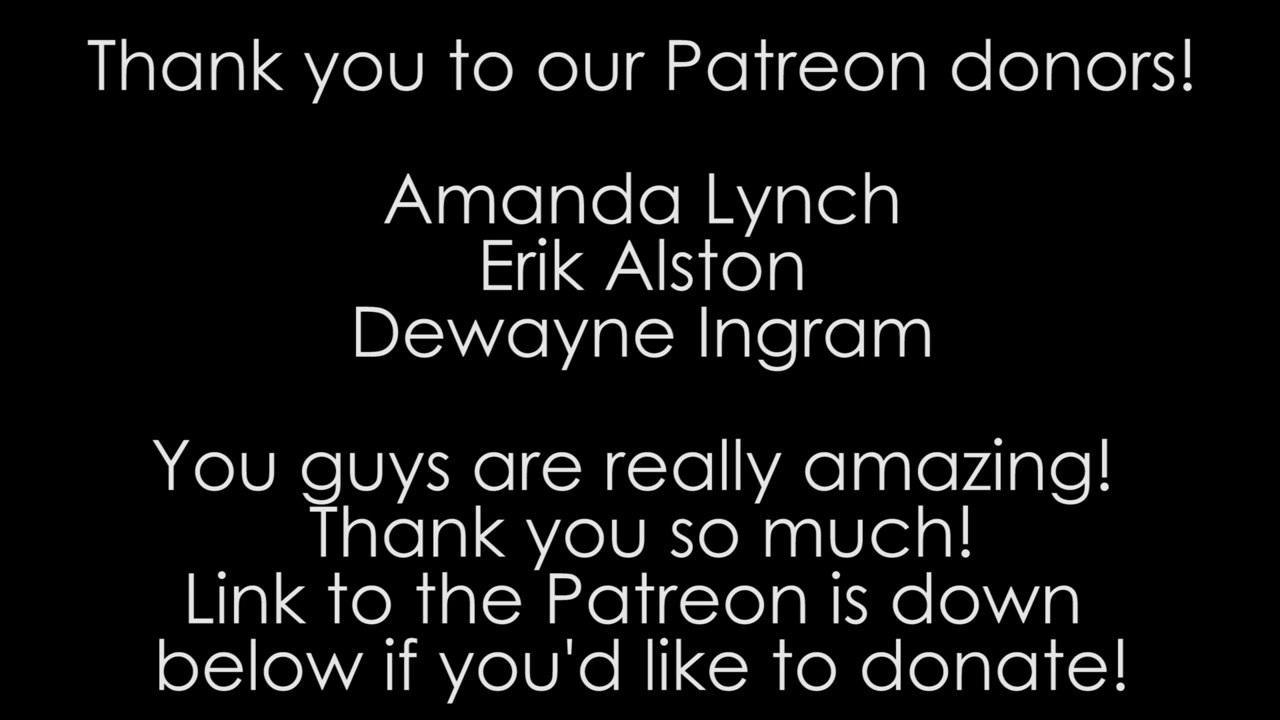 Thank you to our Patreon donors!
Amanda Lynch
Erik Alston
Dewayne Ingram
You guys are really amazing!
Thank you so much!
Link to the Patreon is down
below if you'd like to donate!